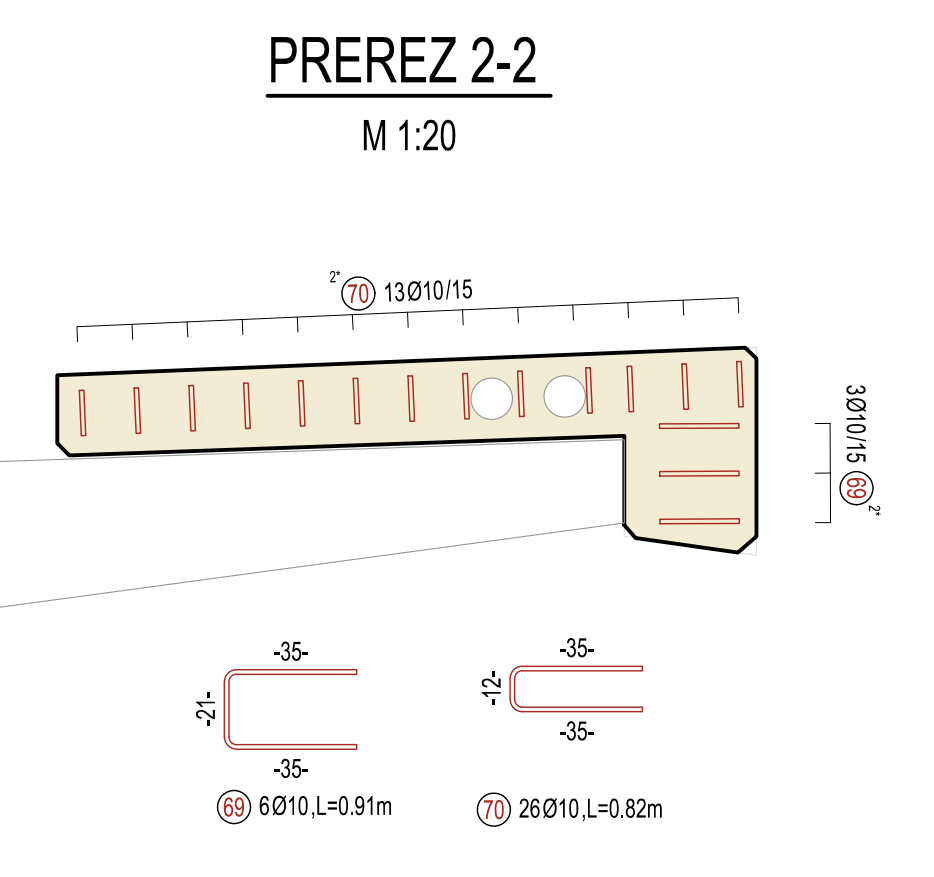 PREREZ 2-2
M 1:20
2* 70 13Ø10/15
3Ø10/15 69 2*
-35-
-21-
-35-
69 6Ø10,L=0.91m
-35-
-12-
-35-
70 26Ø10,L=0.82m